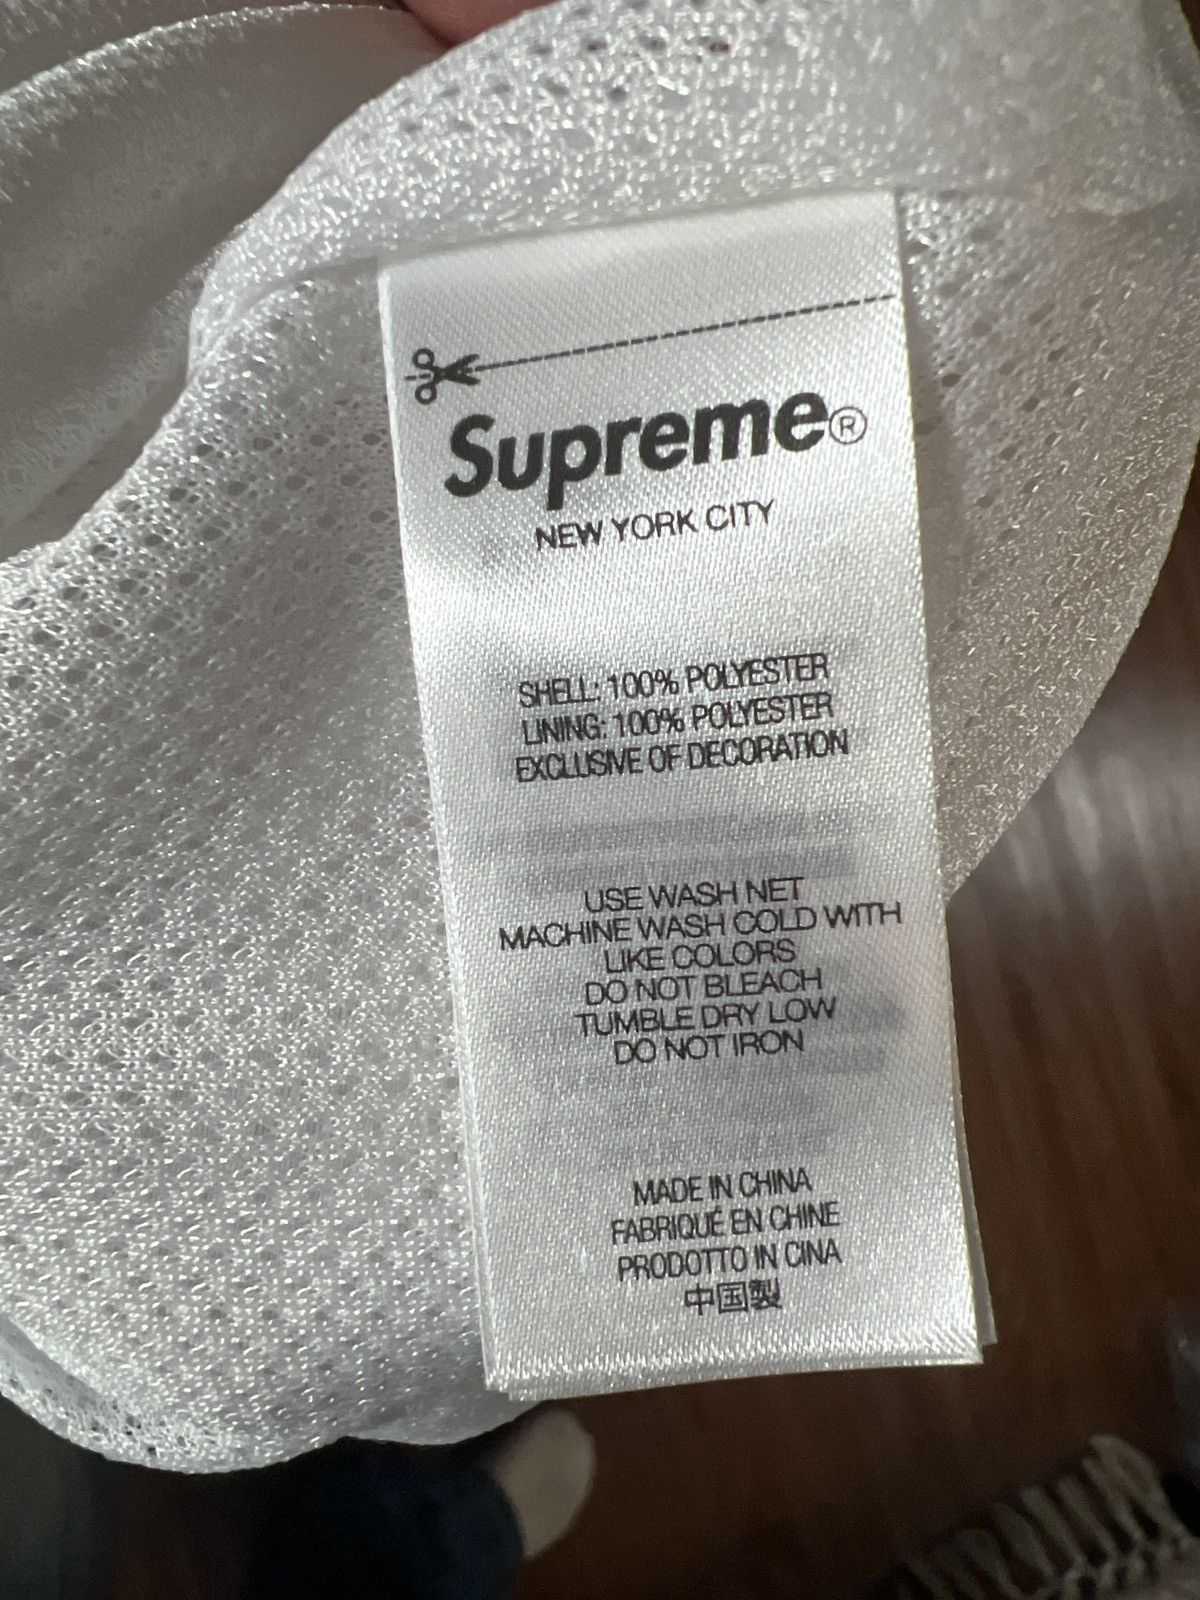 Supreme®
NEW YORK CITY
SHELL: 100% POLYESTER
LINING: 100% POLYESTER
EXCLUSIVE OF DECORATION
USE WASH NET
MACHINE WASH COLD WITH
LIKE COLORS
DO NOT BLEACH
TUMBLE DRY LOW
DO NOT IRON
MADE IN CHINA
FABRIQUÉ EN CHINE
PRODOTTO IN CINA
中国製